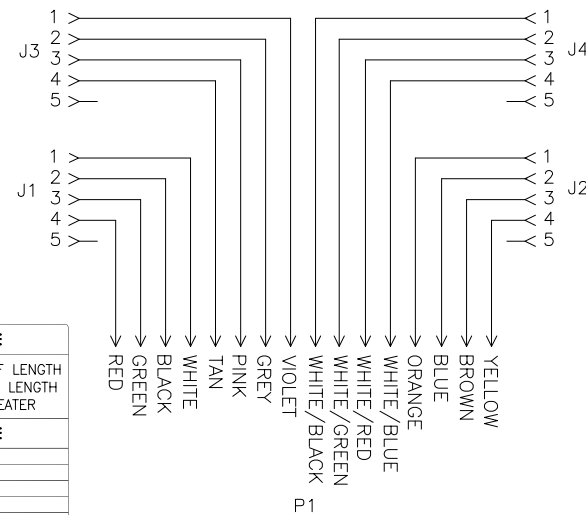 J3
1
2
3
4
5
J4
1
2
3
4
5
J1
1
2
3
4
5
J2
1
2
3
4
5
RED
GREEN
BLACK
WHITE
TAN
PINK
GREY
VIOLET
WHITE/BLACK
WHITE/GREEN
WHITE/RED
WHITE/BLUE
ORANGE
BLUE
BROWN
YELLOW
P1
LENGTH
LENGTH